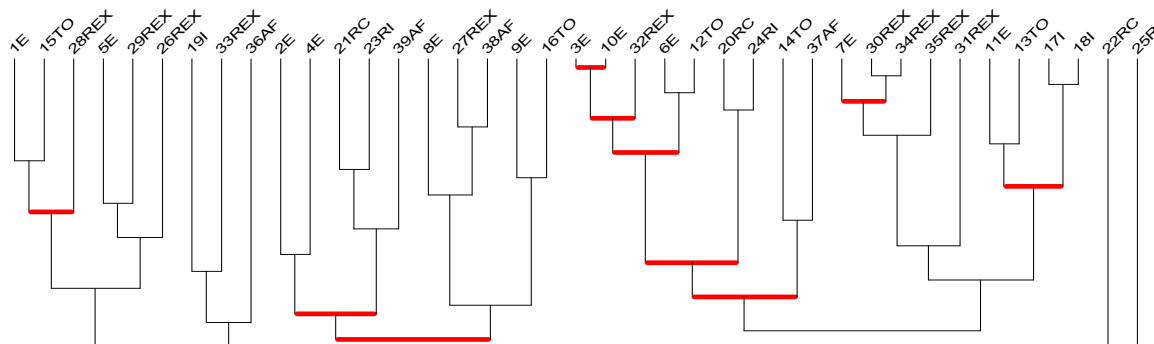 1E
15TO
28REX
5E
29REX
26REX
19I
33REX
36AF
2E
4E
21RC
23RI
39AF
8E
27REX
38AF
9E
16TO
3E
10E
32REX
6E
12TO
20RC
24RI
14TO
37AF
7E
30REX
34REX
35REX
31REX
11E
13TO
17I
18I
22RC